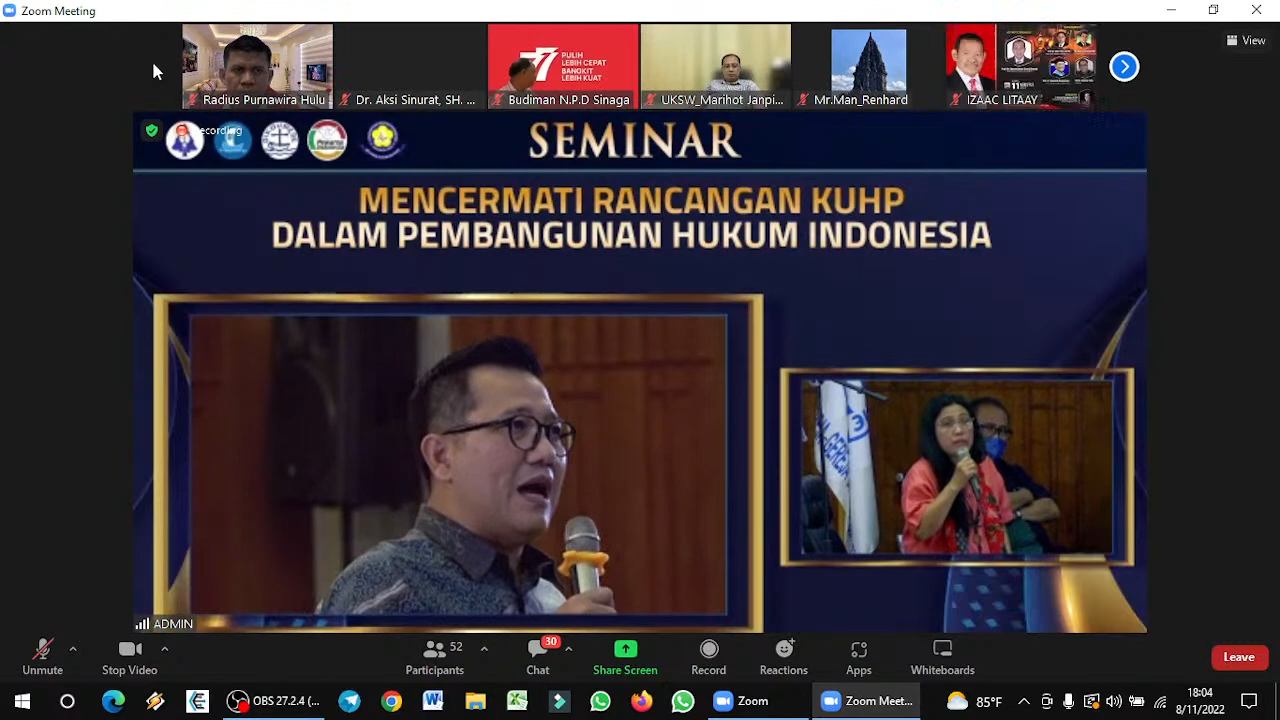 Zoom Meeting
View
77 PULIH
LEBIH CEPAT
BANGKIT
LEBIH KUAT
Radius Purnawira Hulu
Dr. Aksi Sinurat, SH. ...
Budiman N.P.D Sinaga
UKSW_Marihot Janpi...
Mr.Man_Renhard
IZAAC LITAAY
11
Recording
SEMINAR
MENCERMATI RANCANGAN KUHP
DALAM PEMBANGUNAN HUKUM INDONESIA
ADMIN
Unmute
Stop Video
52
Participants
30
Chat
Share Screen
Record
Reactions
Apps
Whiteboards
Leave
OBS 27.2.4 (...
Zoom
Zoom Meet...
85°F
18:04
8/11/2022